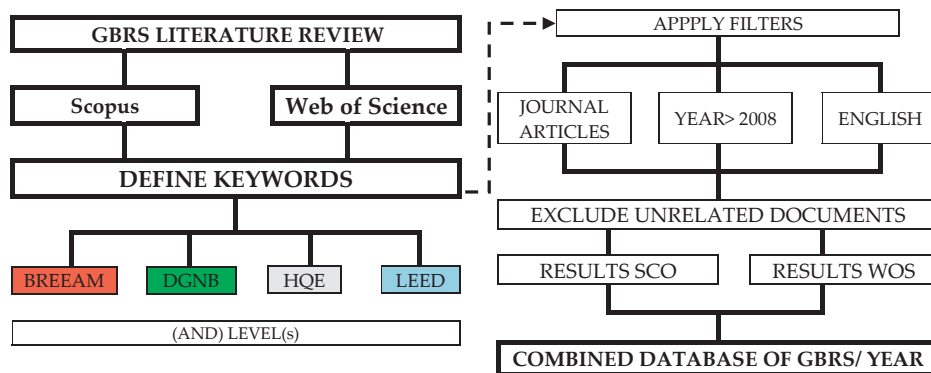 GBRS LITERATURE REVIEW
Scopus
Web of Science
DEFINE KEYWORDS
BREEAM
DGNB
HQE
LEED
(AND) LEVEL(s)
APPPLY FILTERS
JOURNAL
ARTICLES
YEAR> 2008
ENGLISH
EXCLUDE UNRELATED DOCUMENTS
RESULTS SCO
RESULTS WOS
COMBINED DATABASE OF GBRS/ YEAR